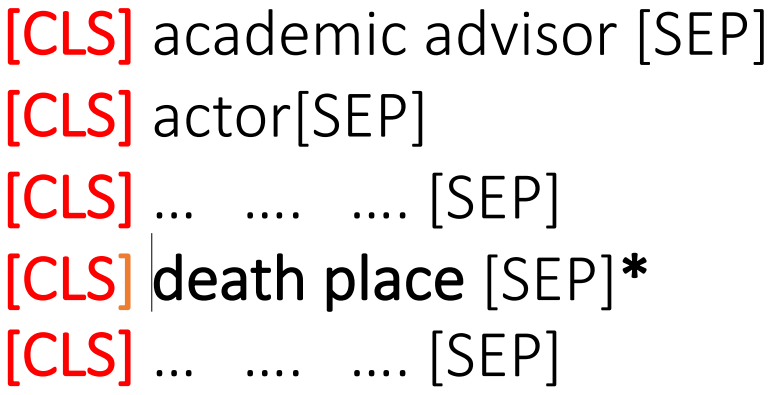 [CLS] academic advisor [SEP]
[CLS] actor[SEP]
[CLS] ... .... .... [SEP]
[CLS] death place [SEP]*
[CLS] ... .... .... [SEP]